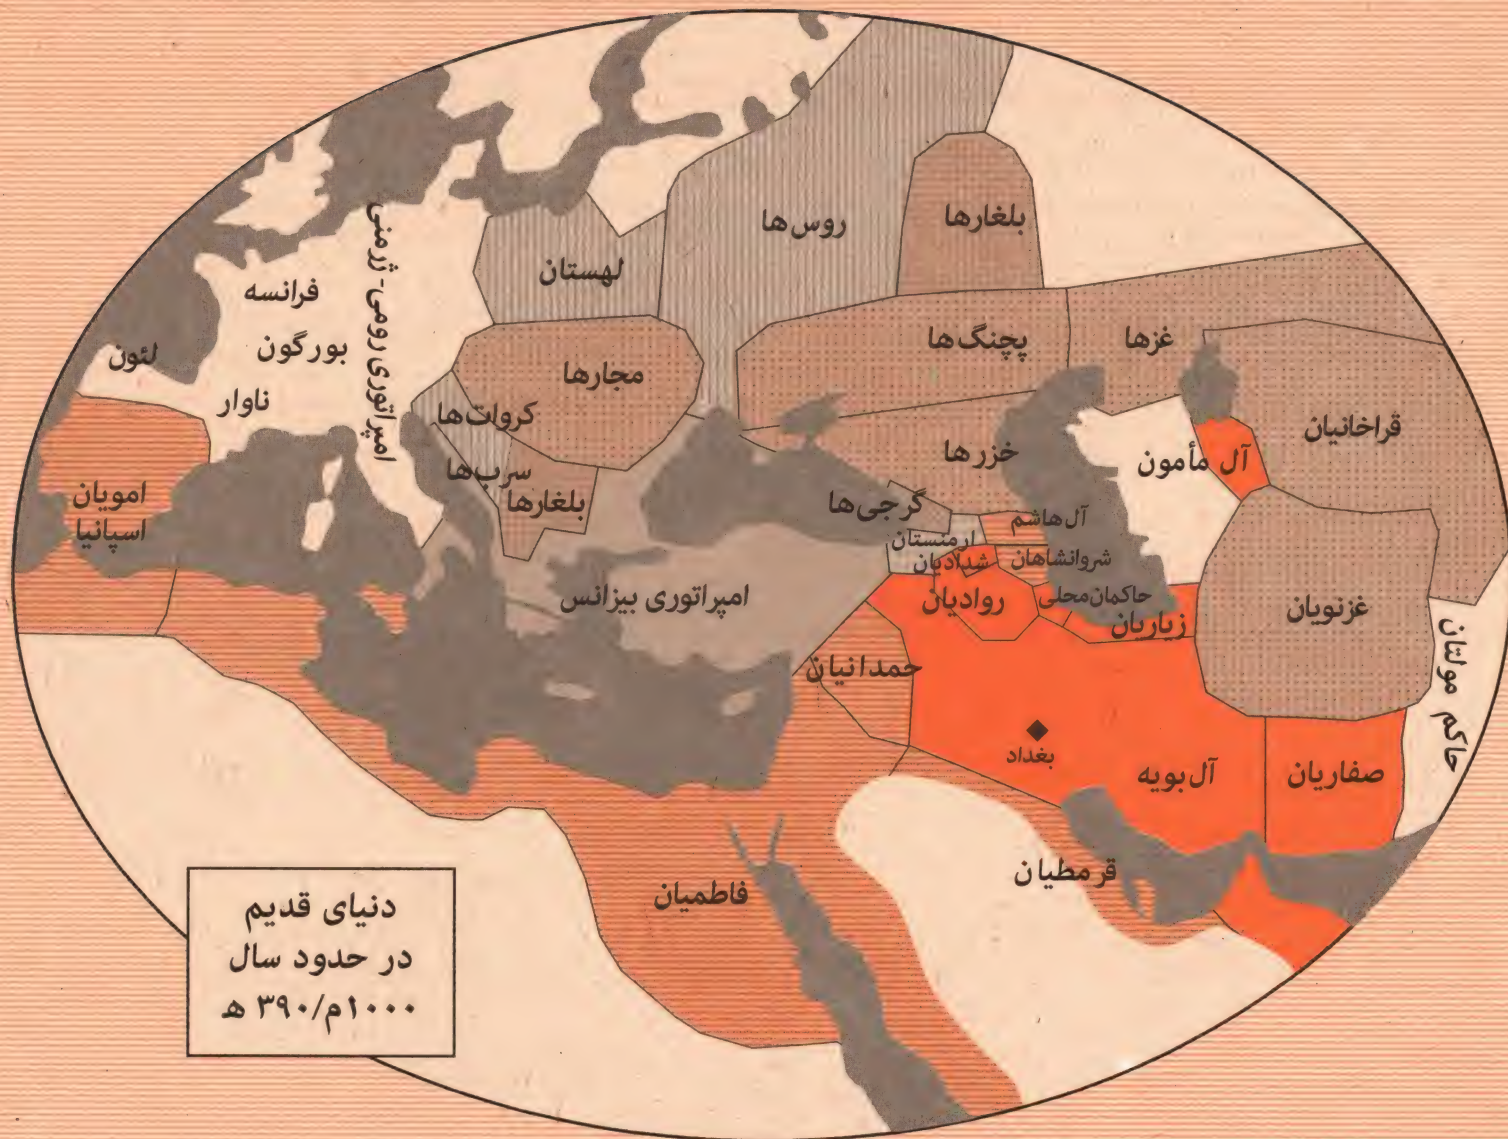 روس‌ها
بلغارها
لهستان
امپراتوری رومی-ژرمنی
فرانسه
بورگون
لئون
ناوار
مجارها
پچنگ‌ها
غزها
کروات‌ها
سرب‌ها
بلغارها
خزرها
قراخانیان
آل مأمون
امویان
اسپانیا
گرجی‌ها
آل‌هاشم
ارمنستان
شروانشاهان
شدادیان
امپراتوری بیزانس
روادیان
حاکمان‌محلی
زیاریان
غزنویان
حاکم مولتان
حمدانیان
بغداد
آل‌بویه
صفاریان
قرمطیان
فاطمیان
دنیای قدیم
در حدود سال
۱۰۰۰م/۳۹۰ ه